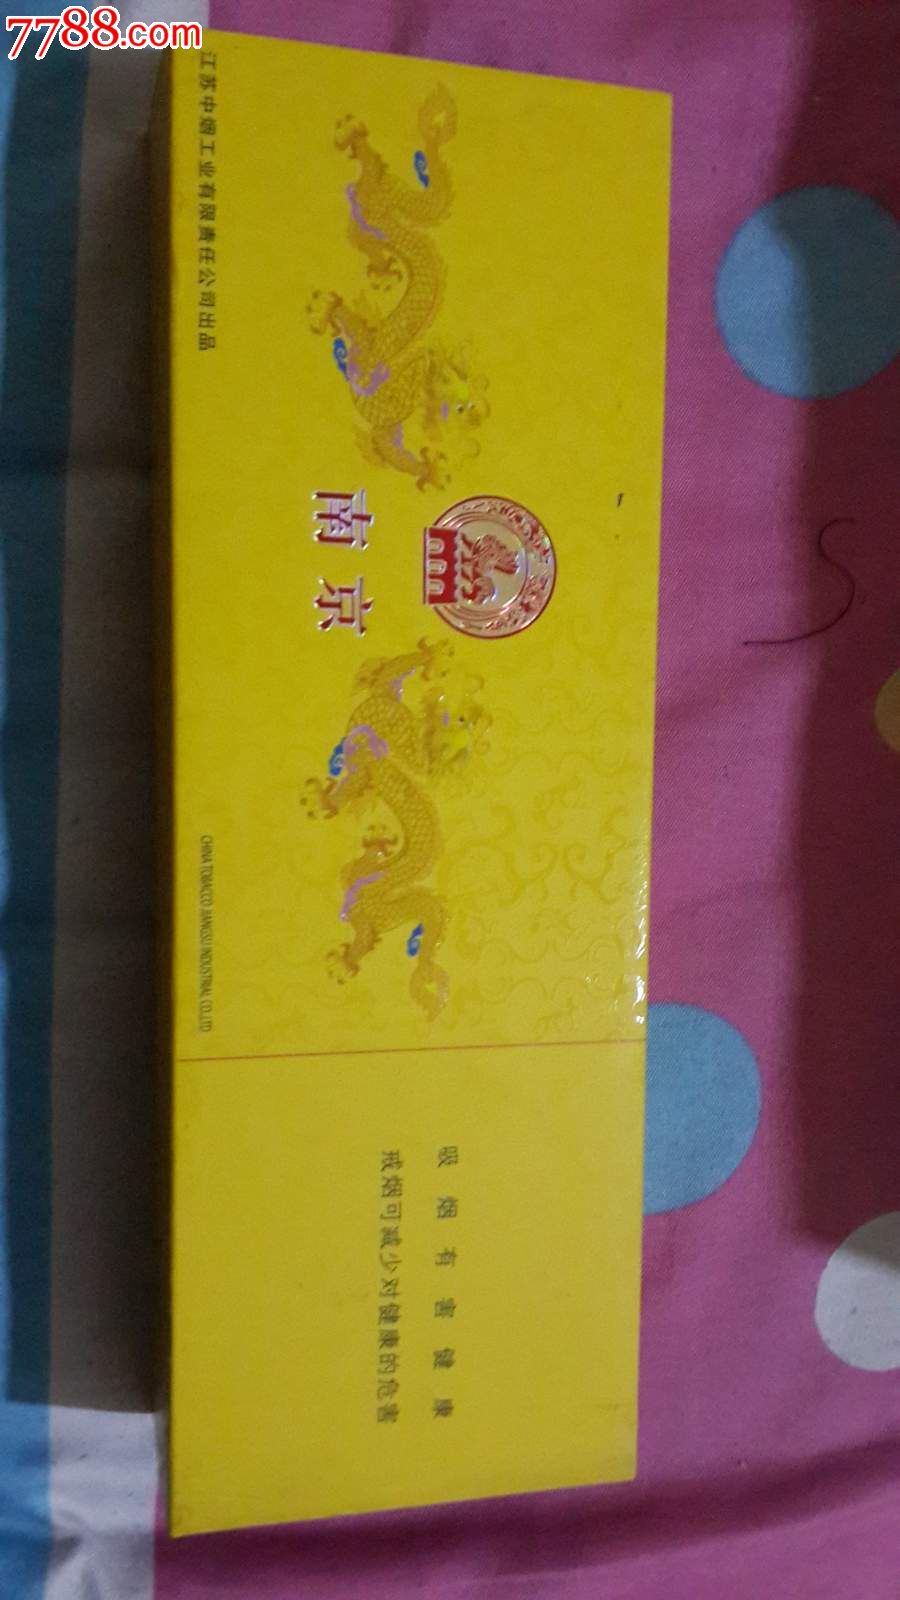 7788.com
南京
江苏中烟工业有限责任公司出品
CHINA TOBACCO JIANGSU INDUSTRIAL CO.,LTD
吸烟有害健康
戒烟可减少对健康的危害